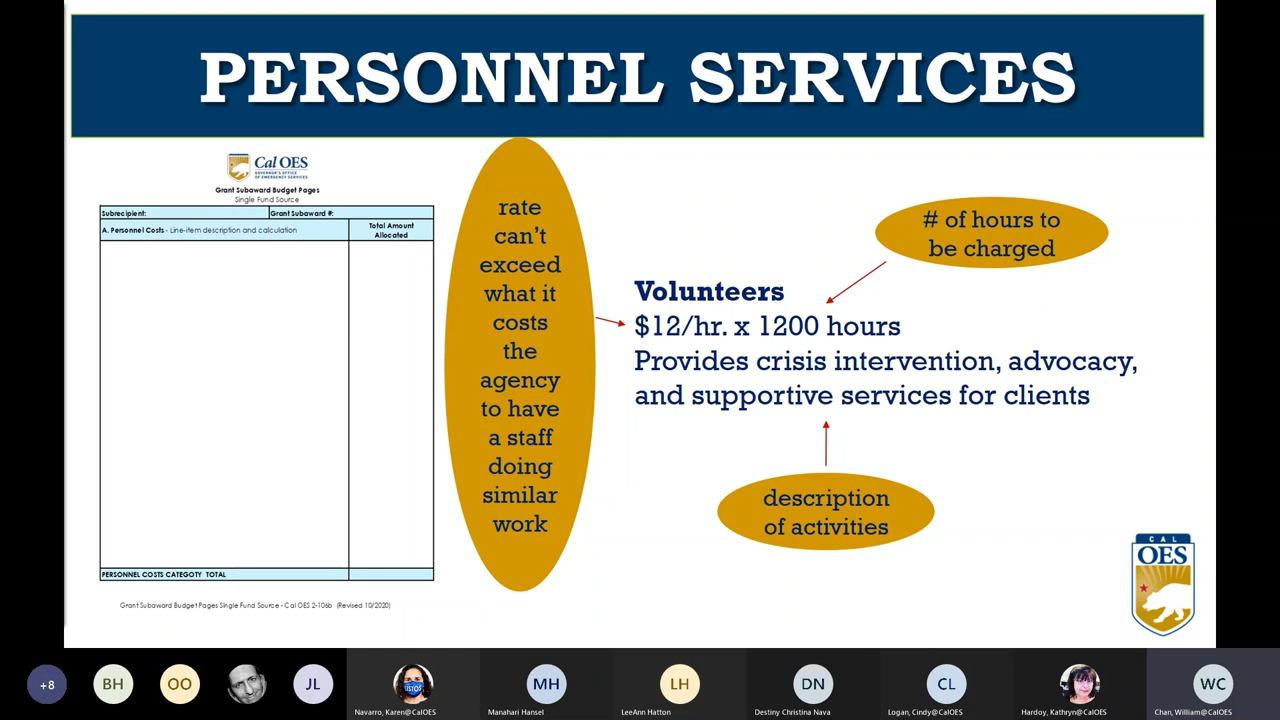 PERSONNEL SERVICES
Cal OES
GOVERNOR'S OFFICE
OF EMERGENCY SERVICES
Grant Subaward Budget Pages
Single Fund Source
Subrecipient:
Grant Subaward #:
A. Personnel Costs - Line-item description and calculation
Total Amount
Allocated
PERSONNEL COSTS CATEGOTY TOTAL
Grant Subaward Budget Pages Single Fund Source - Cal OES 2-106b (Revised 10/2020)
rate
can't
exceed
what it
costs
the
agency
to have
a staff
doing
similar
work
# of hours to
be charged
Volunteers
$12/hr. x 1200 hours
Provides crisis intervention, advocacy,
and supportive services for clients
description
of activities
CAL
OES
+8
BH
OO
JL
Navarro, Karen@CalOES
MH
Manahari Hansel
LH
LeeAnn Hatton
DN
Destiny Christina Nava
CL
Logan, Cindy@CalOES
Hardoy, Kathryn@CalOES
WC
Chan, William@CalOES